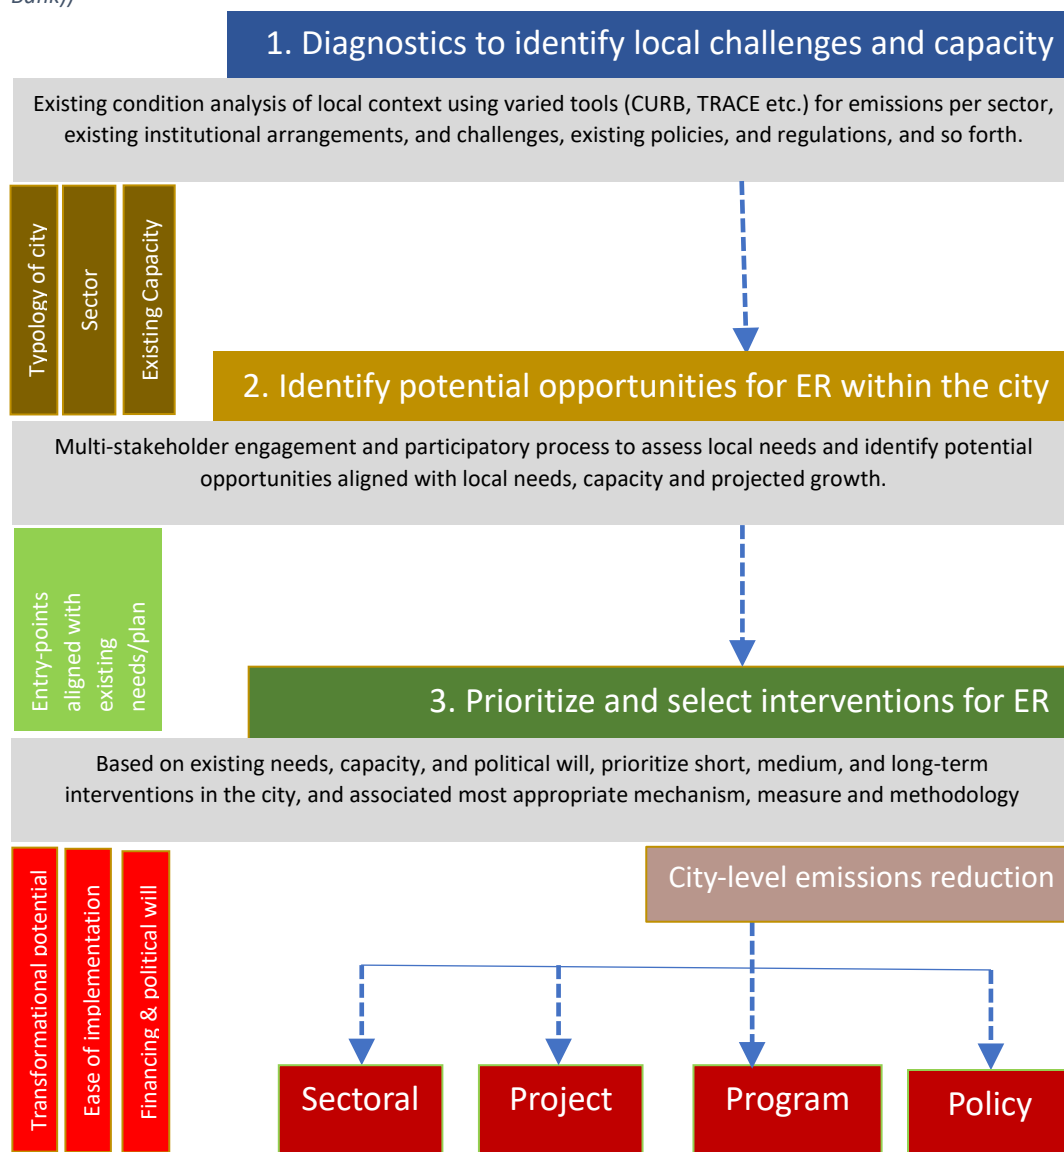 Bank))
1. Diagnostics to identify local challenges and capacity
Existing condition analysis of local context using varied tools (CURB, TRACE etc.) for emissions per sector,
existing institutional arrangements, and challenges, existing policies, and regulations, and so forth.
Typology of city
Sector
Existing Capacity
2. Identify potential opportunities for ER within the city
Multi-stakeholder engagement and participatory process to assess local needs and identify potential
opportunities aligned with local needs, capacity and projected growth.
Entry-points
aligned with
existing
needs/plan
3. Prioritize and select interventions for ER
Based on existing needs, capacity, and political will, prioritize short, medium, and long-term
interventions in the city, and associated most appropriate mechanism, measure and methodology
Transformational potential
Ease of implementation
Financing & political will
City-level emissions reduction
Sectoral
Project
Program
Policy